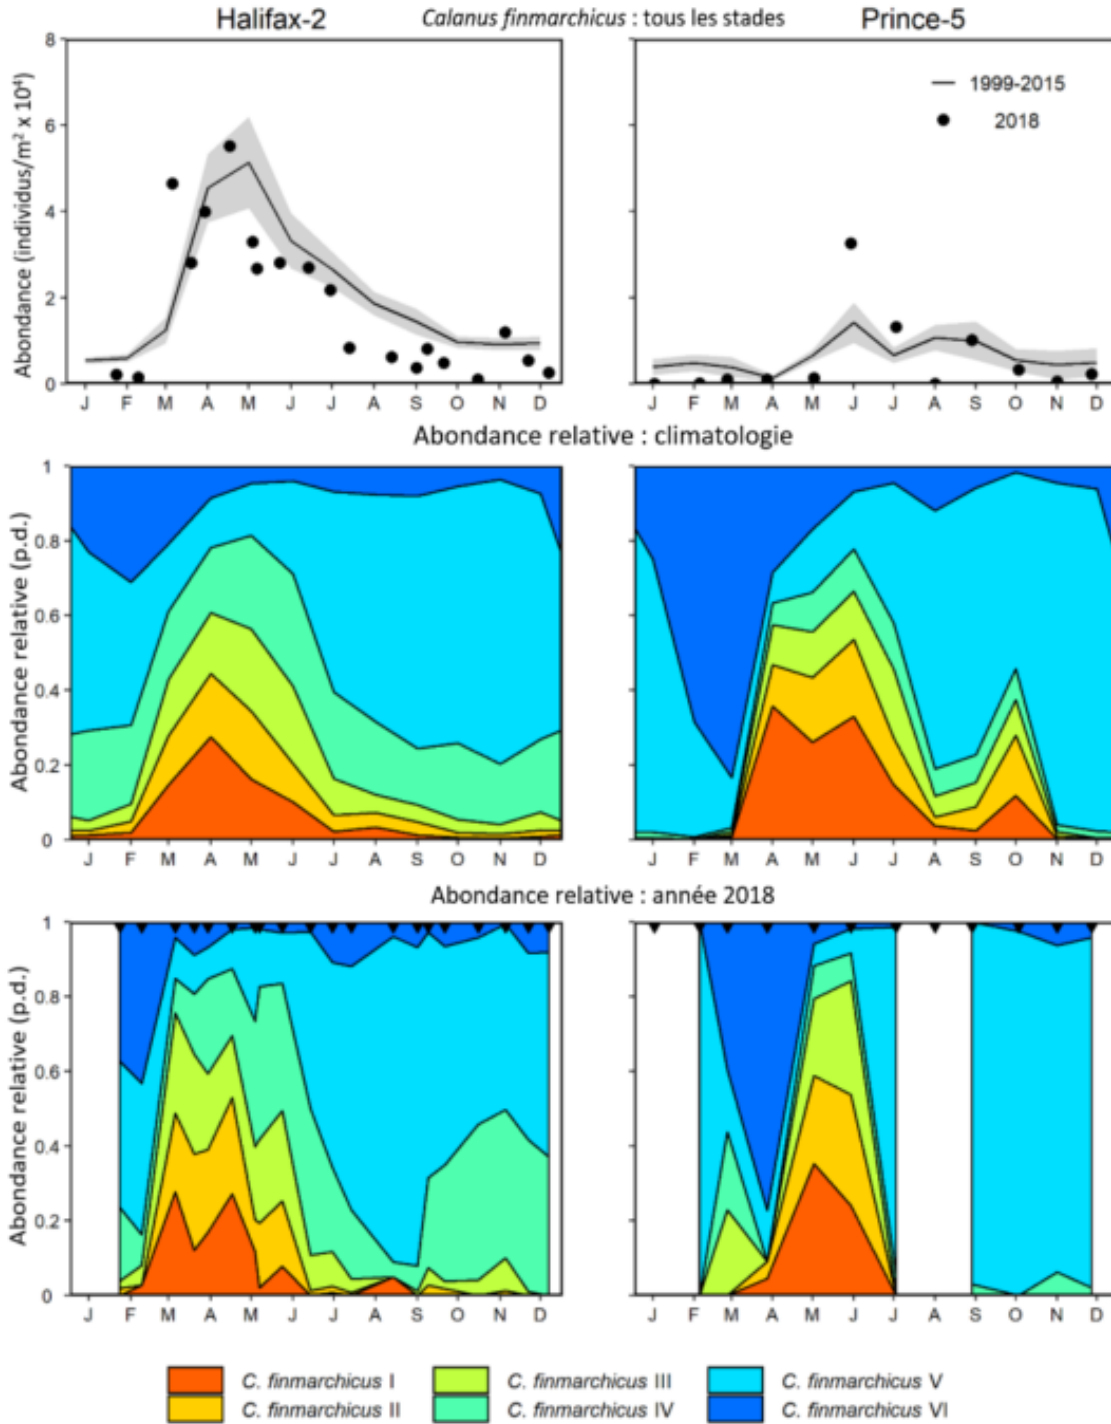 Halifax-2 Calanus finmarchicus : tous les stades Prince-5
Abondance (individus/m² x 10⁴)
8
6
4
2
0
J F M A M J J A S O N D
1999-2015
2018
J F M A M J J A S O N D
Abondance relative : climatologie
Abondance relative (p.d.)
1
0.8
0.6
0.4
0.2
0
J F M A M J J A S O N D
J F M A M J J A S O N D
Abondance relative : année 2018
Abondance relative (p.d.)
1
0.8
0.6
0.4
0.2
0
J F M A M J J A S O N D
J F M A M J J A S O N D
C. finmarchicus I C. finmarchicus III C. finmarchicus V
C. finmarchicus II C. finmarchicus IV C. finmarchicus VI